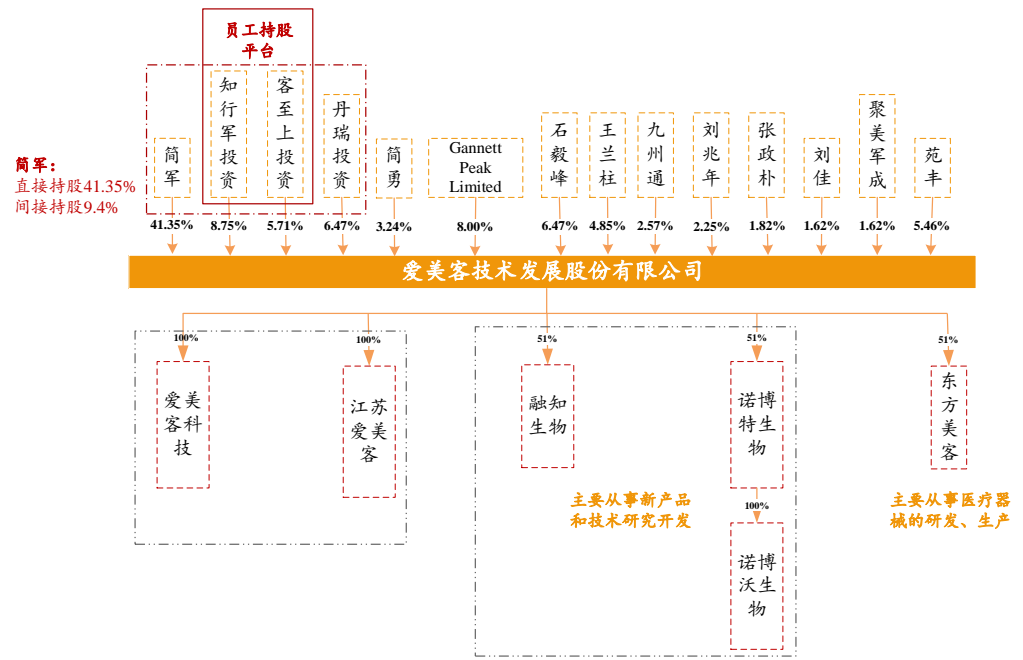 员工持股
平台
简军：
直接持股41.35%
间接持股9.4%
简军
知行军投资
客至上投资
丹瑞投资
简勇
Gannett
Peak
Limited
石毅峰
王兰柱
九州通
刘兆年
张政朴
刘佳
聚美军成
苑丰
41.35%
8.75%
5.71%
6.47%
3.24%
8.00%
6.47%
4.85%
2.57%
2.25%
1.82%
1.62%
1.62%
5.46%
爱美客技术发展股份有限公司
100%
100%
51%
51%
51%
爱美
客科
技
江苏
爱美
客
融知
生物
诺博
特生
物
东方美客
主要从事新产品
和技术研究开发
主要从事医疗器
械的研发、生产
100%
诺博
沃生
物